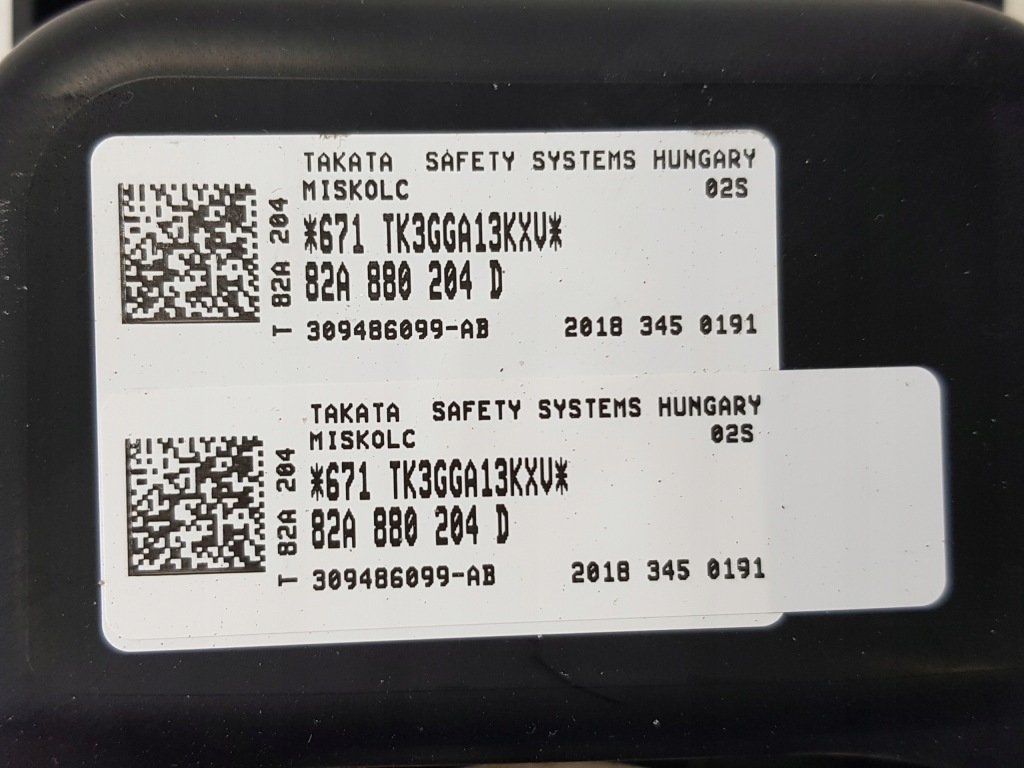 TAKATA SAFETY SYSTEMS HUNGARY
MISKOLC 02S
*671 TK3GGA13KXV*
82A 880 204 D
309486099-AB 2018 345 0191
T 82A 204
TAKATA SAFETY SYSTEMS HUNGARY
MISKOLC 02S
*671 TK3GGA13KXV*
82A 880 204 D
309486099-AB 2018 345 0191
T 82A 204